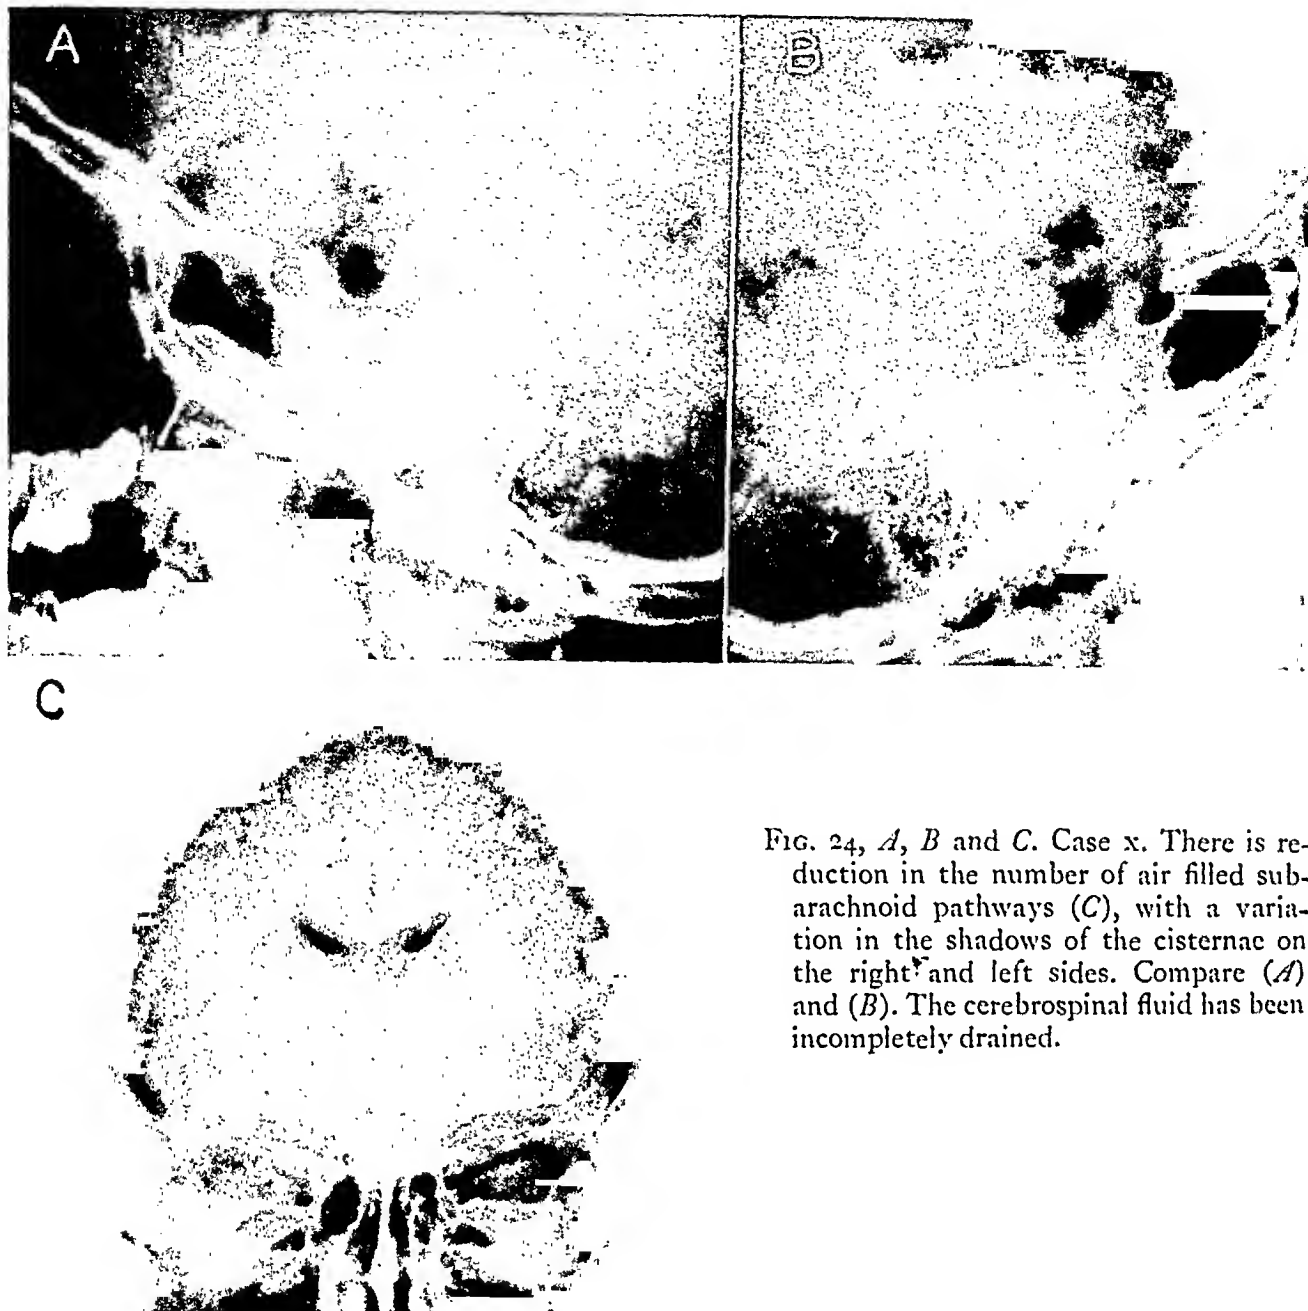 A
B
C
FIG. 24, A, B and C. Case x. There is re-
duction in the number of air filled sub-
arachnoid pathways (C), with a varia-
tion in the shadows of the cisternae on
the right and left sides. Compare (A)
and (B). The cerebrospinal fluid has been
incompletely drained.